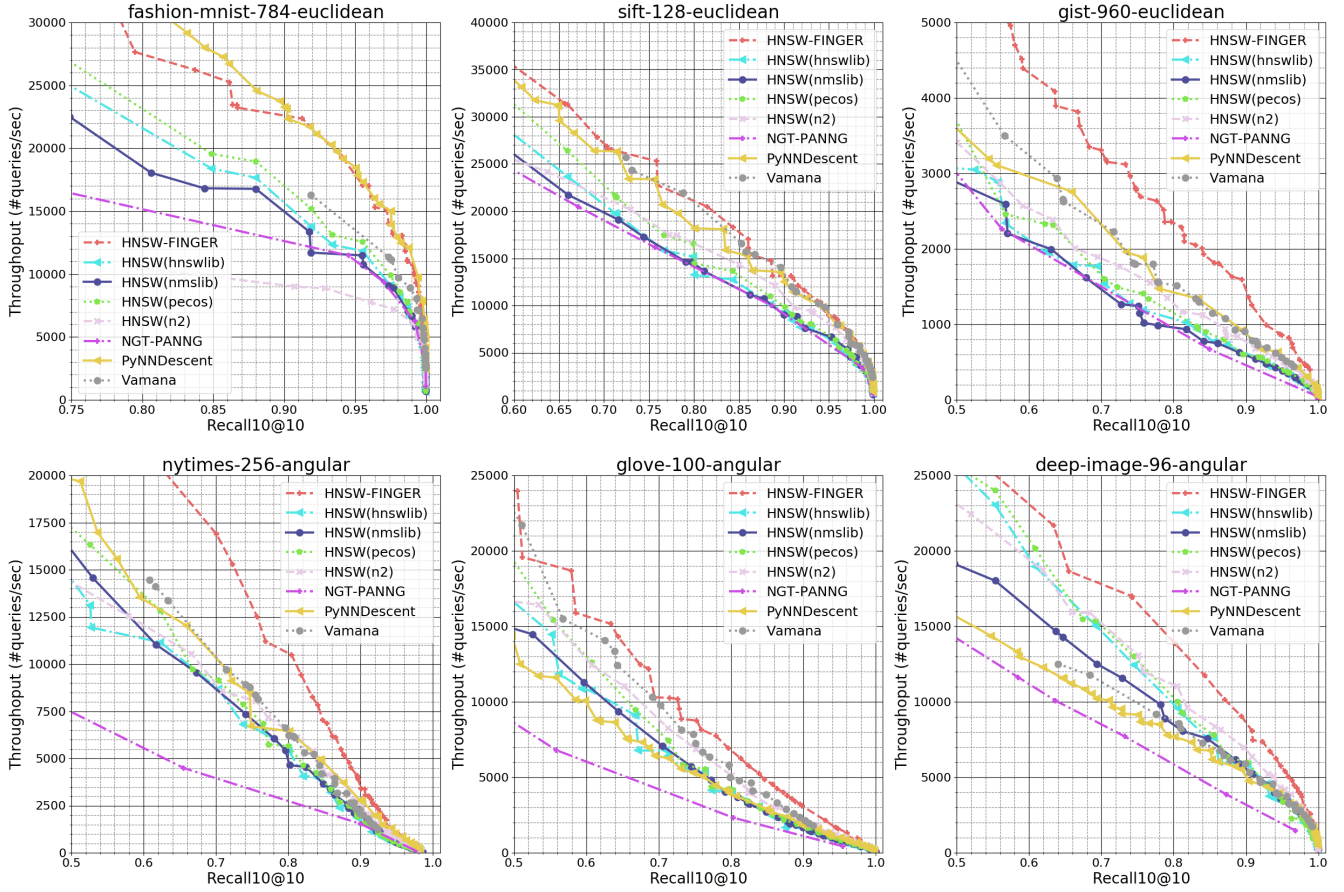 fashion-mnist-784-euclidean
30000
25000
20000
15000
10000
5000
0
Throughoput (#queries/sec)
HNSW-FINGER
HNSW(hnswlib)
HNSW(nmslib)
HNSW(pecos)
HNSW(n2)
NGT-PANNG
PyNNDescent
Vamana
0.75 0.80 0.85 0.90 0.95 1.00
Recall10@10
sift-128-euclidean
40000
35000
30000
25000
20000
15000
10000
5000
0
Throughoput (#queries/sec)
HNSW-FINGER
HNSW(hnswlib)
HNSW(nmslib)
HNSW(pecos)
HNSW(n2)
NGT-PANNG
PyNNDescent
Vamana
0.60 0.65 0.70 0.75 0.80 0.85 0.90 0.95 1.00
Recall10@10
gist-960-euclidean
5000
4000
3000
2000
1000
0
Throughoput (#queries/sec)
HNSW-FINGER
HNSW(hnswlib)
HNSW(nmslib)
HNSW(pecos)
HNSW(n2)
NGT-PANNG
PyNNDescent
Vamana
0.5 0.6 0.7 0.8 0.9 1.0
Recall10@10
nytimes-256-angular
20000
17500
15000
12500
10000
7500
5000
2500
0
Throughoput (#queries/sec)
HNSW-FINGER
HNSW(hnswlib)
HNSW(nmslib)
HNSW(pecos)
HNSW(n2)
NGT-PANNG
PyNNDescent
Vamana
0.5 0.6 0.7 0.8 0.9 1.0
Recall10@10
glove-100-angular
25000
20000
15000
10000
5000
0
Throughoput (#queries/sec)
HNSW-FINGER
HNSW(hnswlib)
HNSW(nmslib)
HNSW(pecos)
HNSW(n2)
NGT-PANNG
PyNNDescent
Vamana
0.5 0.6 0.7 0.8 0.9 1.0
Recall10@10
deep-image-96-angular
25000
20000
15000
10000
5000
0
Throughoput (#queries/sec)
HNSW-FINGER
HNSW(hnswlib)
HNSW(nmslib)
HNSW(pecos)
HNSW(n2)
NGT-PANNG
PyNNDescent
Vamana
0.5 0.6 0.7 0.8 0.9 1.0
Recall10@10